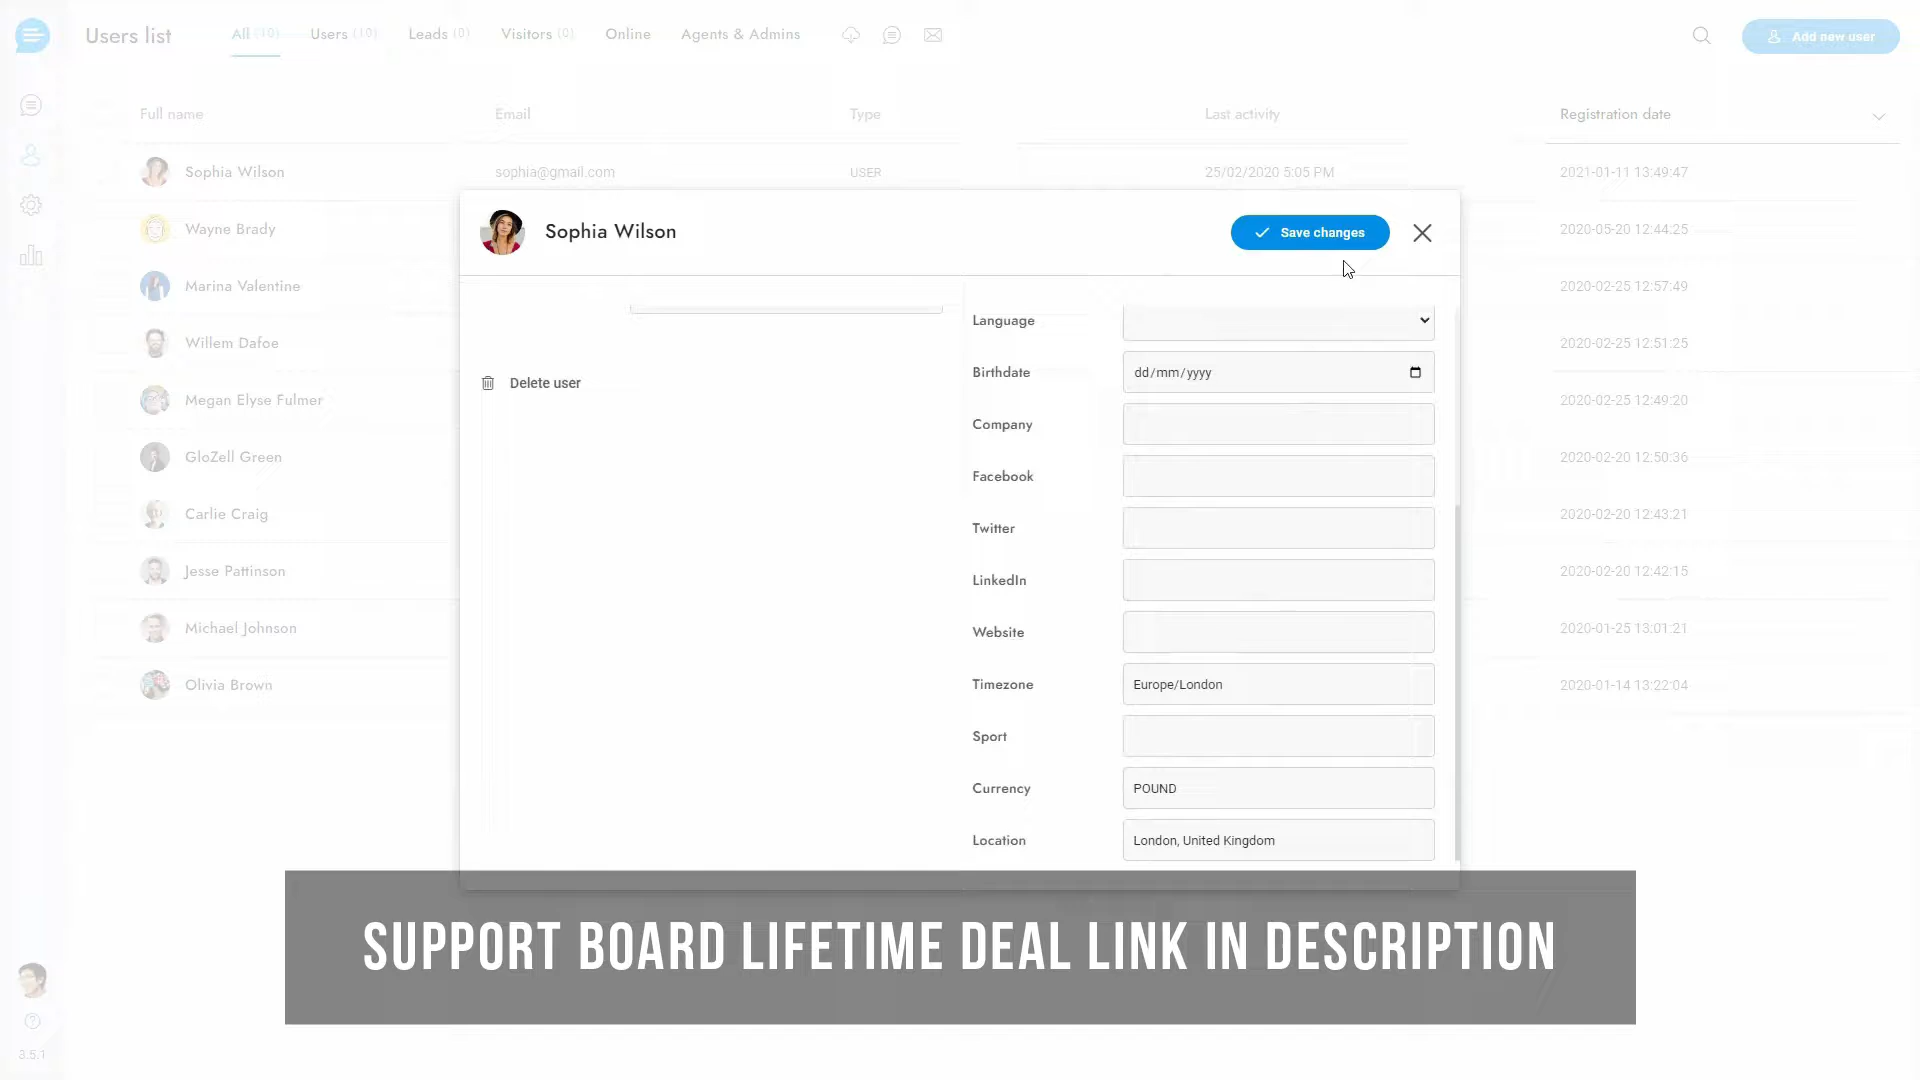 Users list
All (10)
Users (10)
Leads (0)
Visitors (0)
Online
Agents & Admins
Add new user
Full name
Email
Type
Last activity
Registration date
Sophia Wilson
sophia@gmail.com
USER
25/02/2020 5:05 PM
2021-01-11 13:49:47
Wayne Brady
2020-05-20 12:44:25
Marina Valentine
2020-02-25 12:57:49
Willem Dafoe
2020-02-25 12:51:25
Megan Elyse Fulmer
2020-02-25 12:49:20
GloZell Green
2020-02-20 12:50:36
Carlie Craig
2020-02-20 12:43:21
Jesse Pattinson
2020-02-20 12:42:15
Michael Johnson
2020-01-25 13:01:21
Olivia Brown
2020-01-14 13:22:04
Sophia Wilson
Save changes
Delete user
Language
Birthdate
dd/mm/yyyy
Company
Facebook
Twitter
LinkedIn
Website
Timezone
Europe/London
Sport
Currency
POUND
Location
London, United Kingdom
SUPPORT BOARD LIFETIME DEAL LINK IN DESCRIPTION
3.5.1